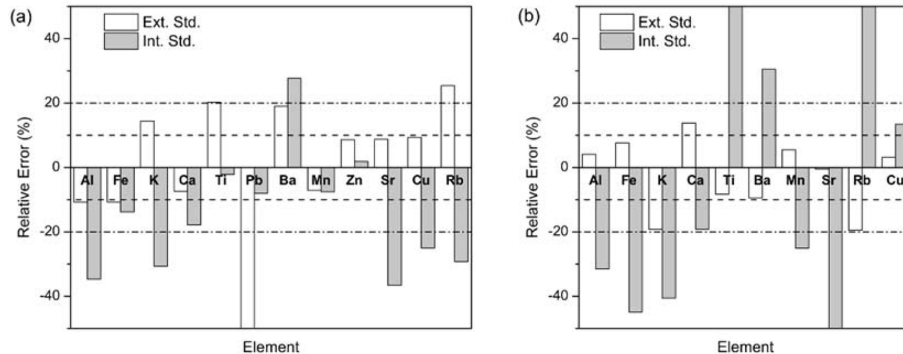 (a)
Ext. Std.
Int. Std.
40
20
0
-20
-40
Relative Error (%)
Al Fe K Ca Ti Pb Ba Mn Zn Sr Cu Rb
Element
(b)
Ext. Std.
Int. Std.
40
20
0
-20
-40
Relative Error (%)
Al Fe K Ca Ti Ba Mn Sr Rb Cu
Element